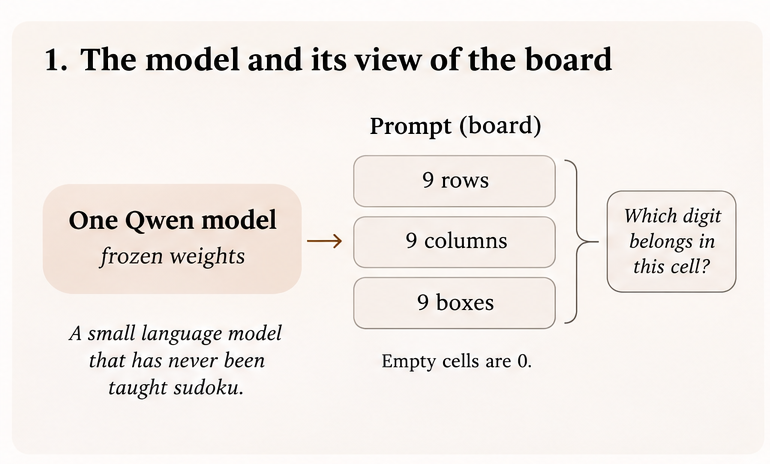 1. The model and its view of the board
One Qwen model
frozen weights
A small language model
that has never been
taught sudoku.
Prompt (board)
9 rows
9 columns
9 boxes
Empty cells are 0.
Which digit
belongs in
this cell?